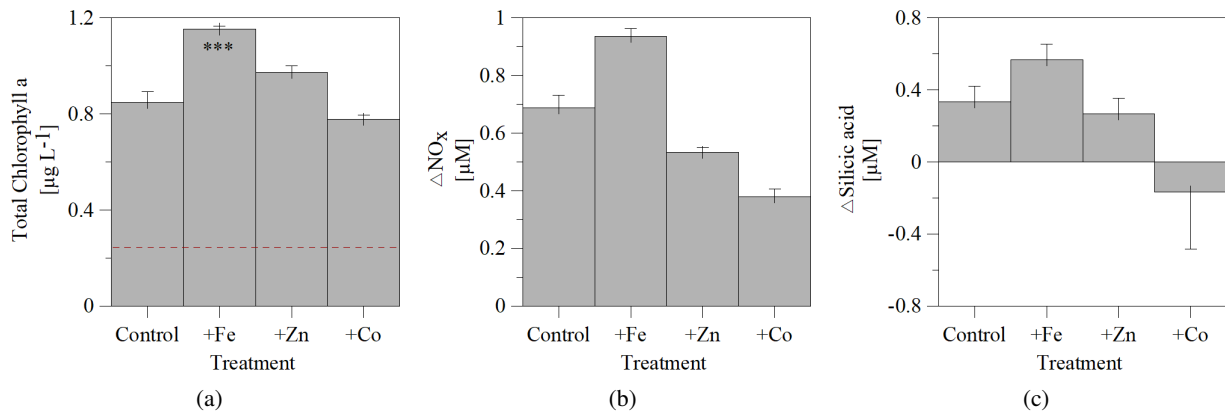 Total Chlorophyll a
[µg L-1]
1.2
0.8
0.4
0
***
Control +Fe +Zn +Co
Treatment
(a)
△NOX
[µM]
1
0.8
0.6
0.4
0.2
0
Control +Fe +Zn +Co
Treatment
(b)
△Silicic acid
[µM]
0.8
0.4
0
-0.4
-0.8
Control +Fe +Zn +Co
Treatment
(c)